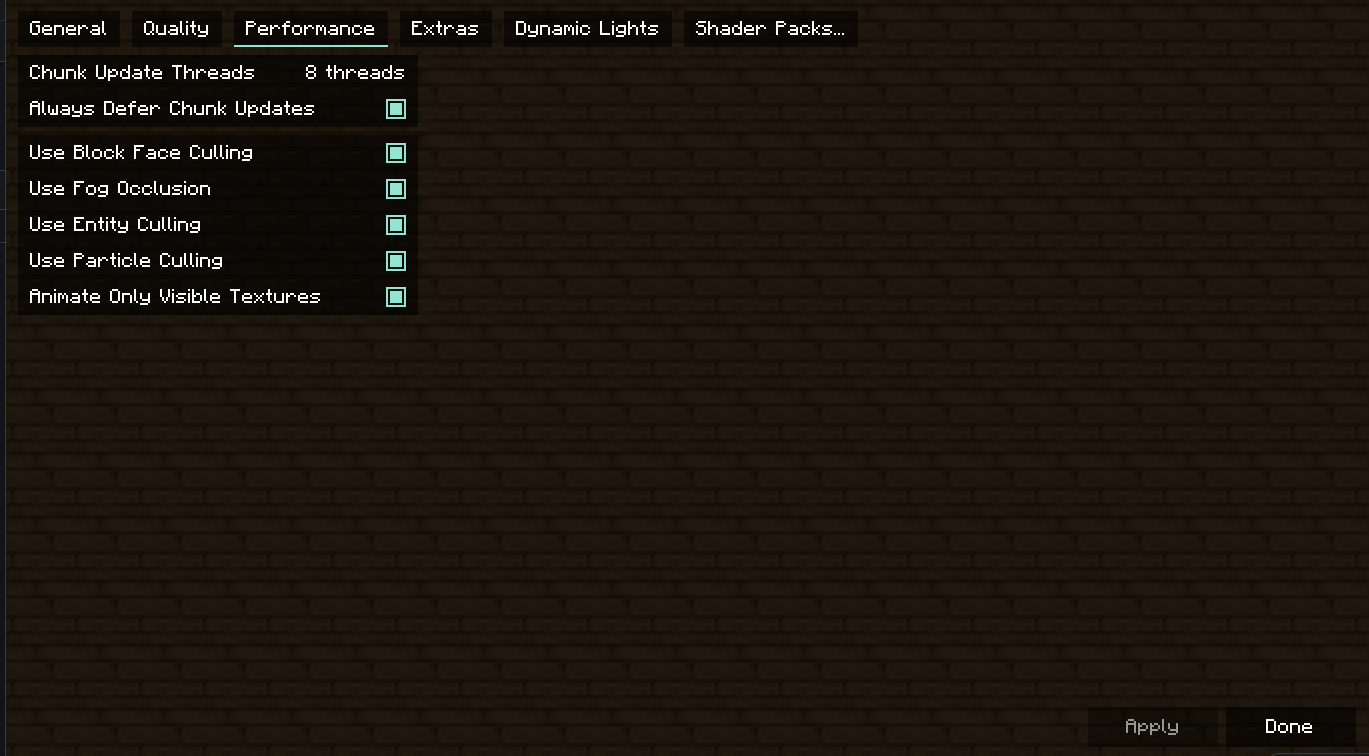 General Quality Performance Extras Dynamic Lights Shader Packs...
Chunk Update Threads 8 threads
Always Defer Chunk Updates
Use Block Face Culling
Use Fog Occlusion
Use Entity Culling
Use Particle Culling
Animate Only Visible Textures
Apply Done